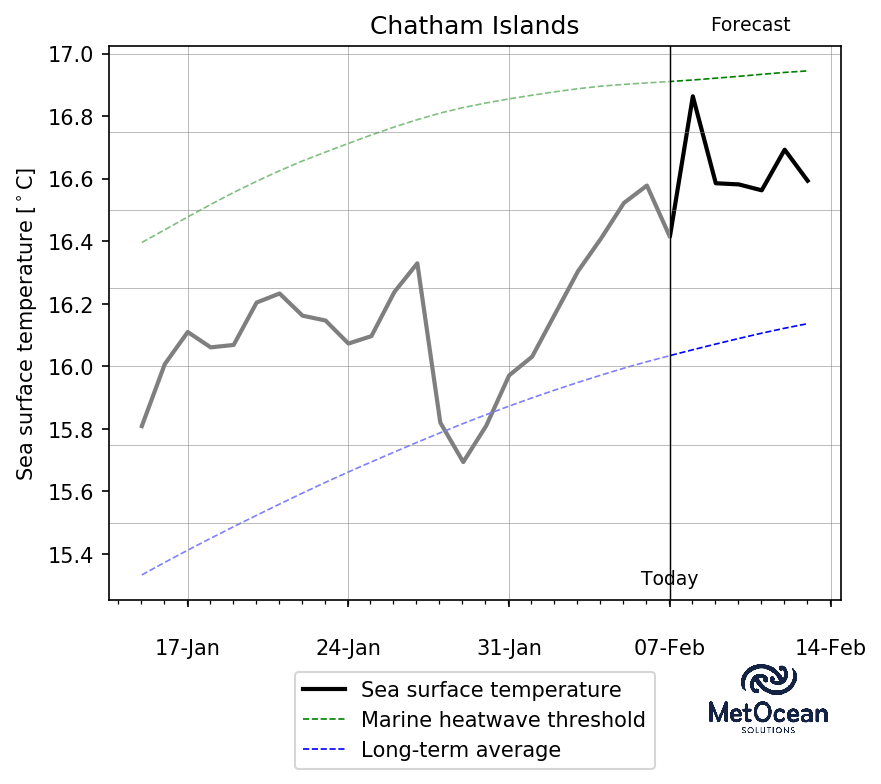 Chatham Islands
Forecast
Sea surface temperature [°C]
17.0
16.8
16.6
16.4
16.2
16.0
15.8
15.6
15.4
Today
17-Jan 24-Jan 31-Jan 07-Feb 14-Feb
Sea surface temperature
Marine heatwave threshold
Long-term average
MetOcean
SOLUTIONS